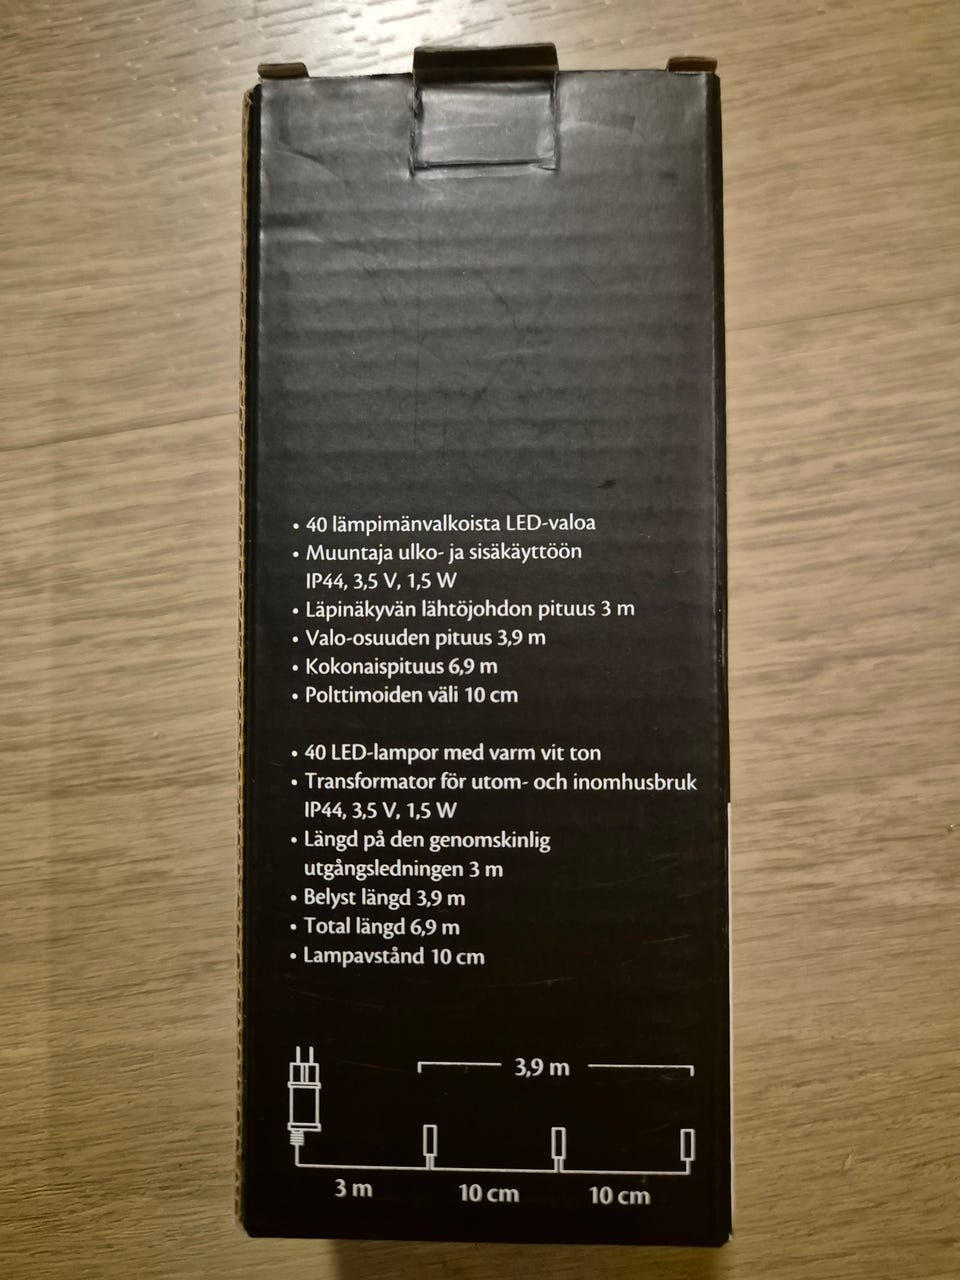 • 40 lämpimänvalkoista LED-valoa
• Muuntaja ulko- ja sisäkäyttöön
IP44, 3,5 V, 1,5 W
• Läpinäkyvän lähtöjohdon pituus 3 m
• Valo-osuuden pituus 3,9 m
• Kokonaispituus 6,9 m
• Polttimoiden väli 10 cm
• 40 LED-lampor med varm vit ton
• Transformator för utom- och inomhusbruk
IP44, 3,5 V, 1,5 W
• Längd på den genomskinlig
utgångsledningen 3 m
• Belyst längd 3,9 m
• Total längd 6,9 m
• Lampavstånd 10 cm
3,9 m
3 m 10 cm 10 cm